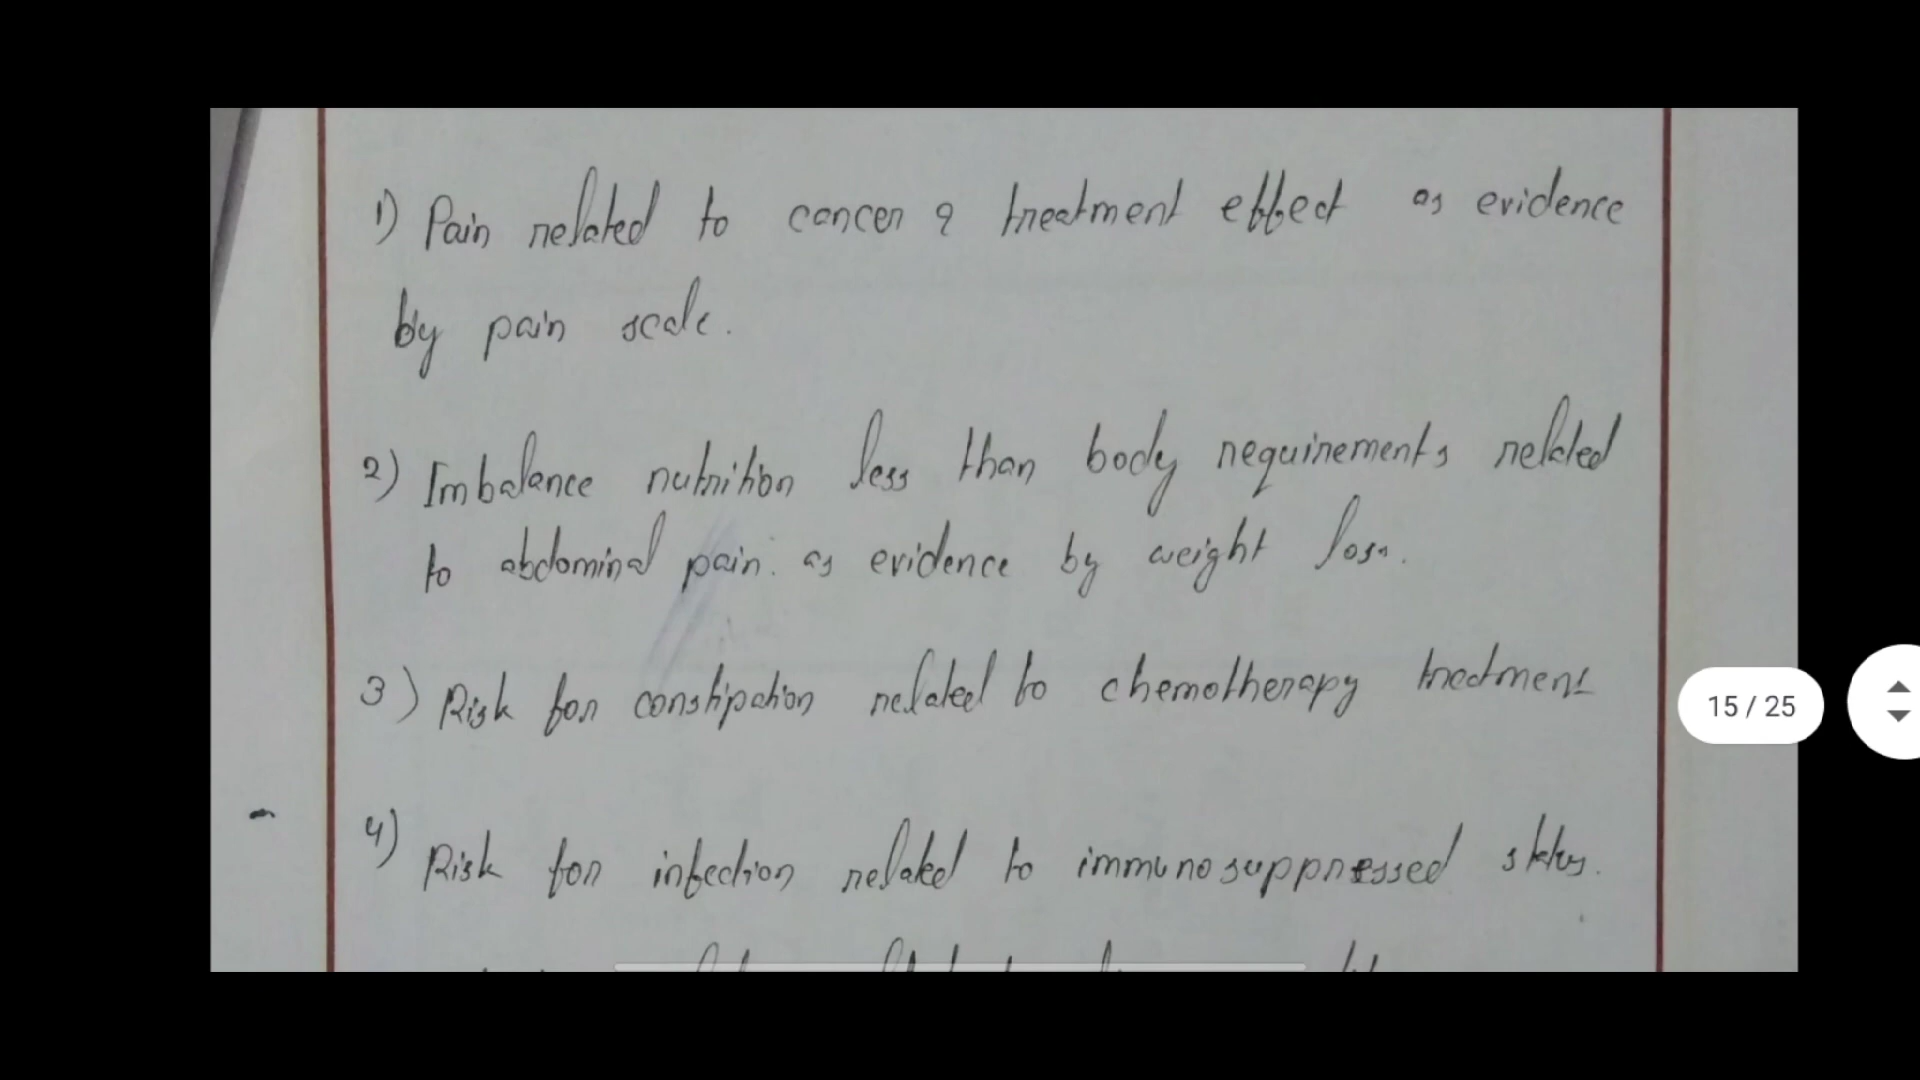 1) Pain related to cancer & treatment effect as evidence
by pain scale.
2) Imbalance nutrition less than body requirements related
to abdominal pain. as evidence by weight loss.
3) Risk for constipation related to chemotherapy treatment
15 / 25
4) Risk for infection related to immunosuppressed status.